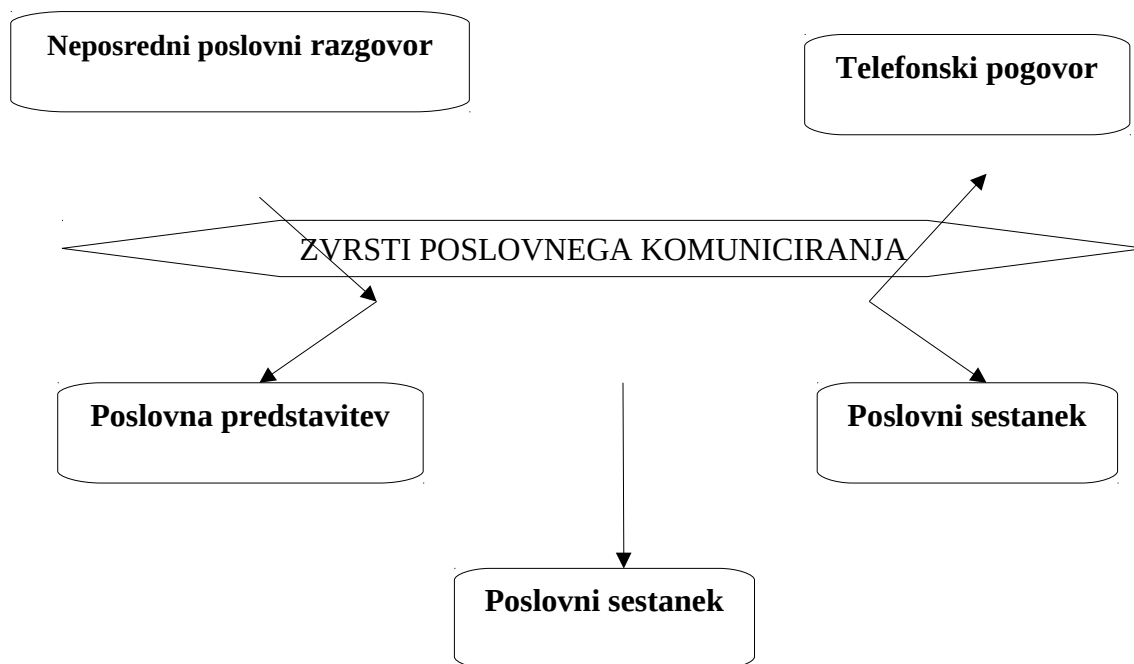 Neposredni poslovni razgovor
Telefonski pogovor
ZVRSTI POSLOVNEGA KOMUNICIRANJA
Poslovna predstavitev
Poslovni sestanek
Poslovni sestanek